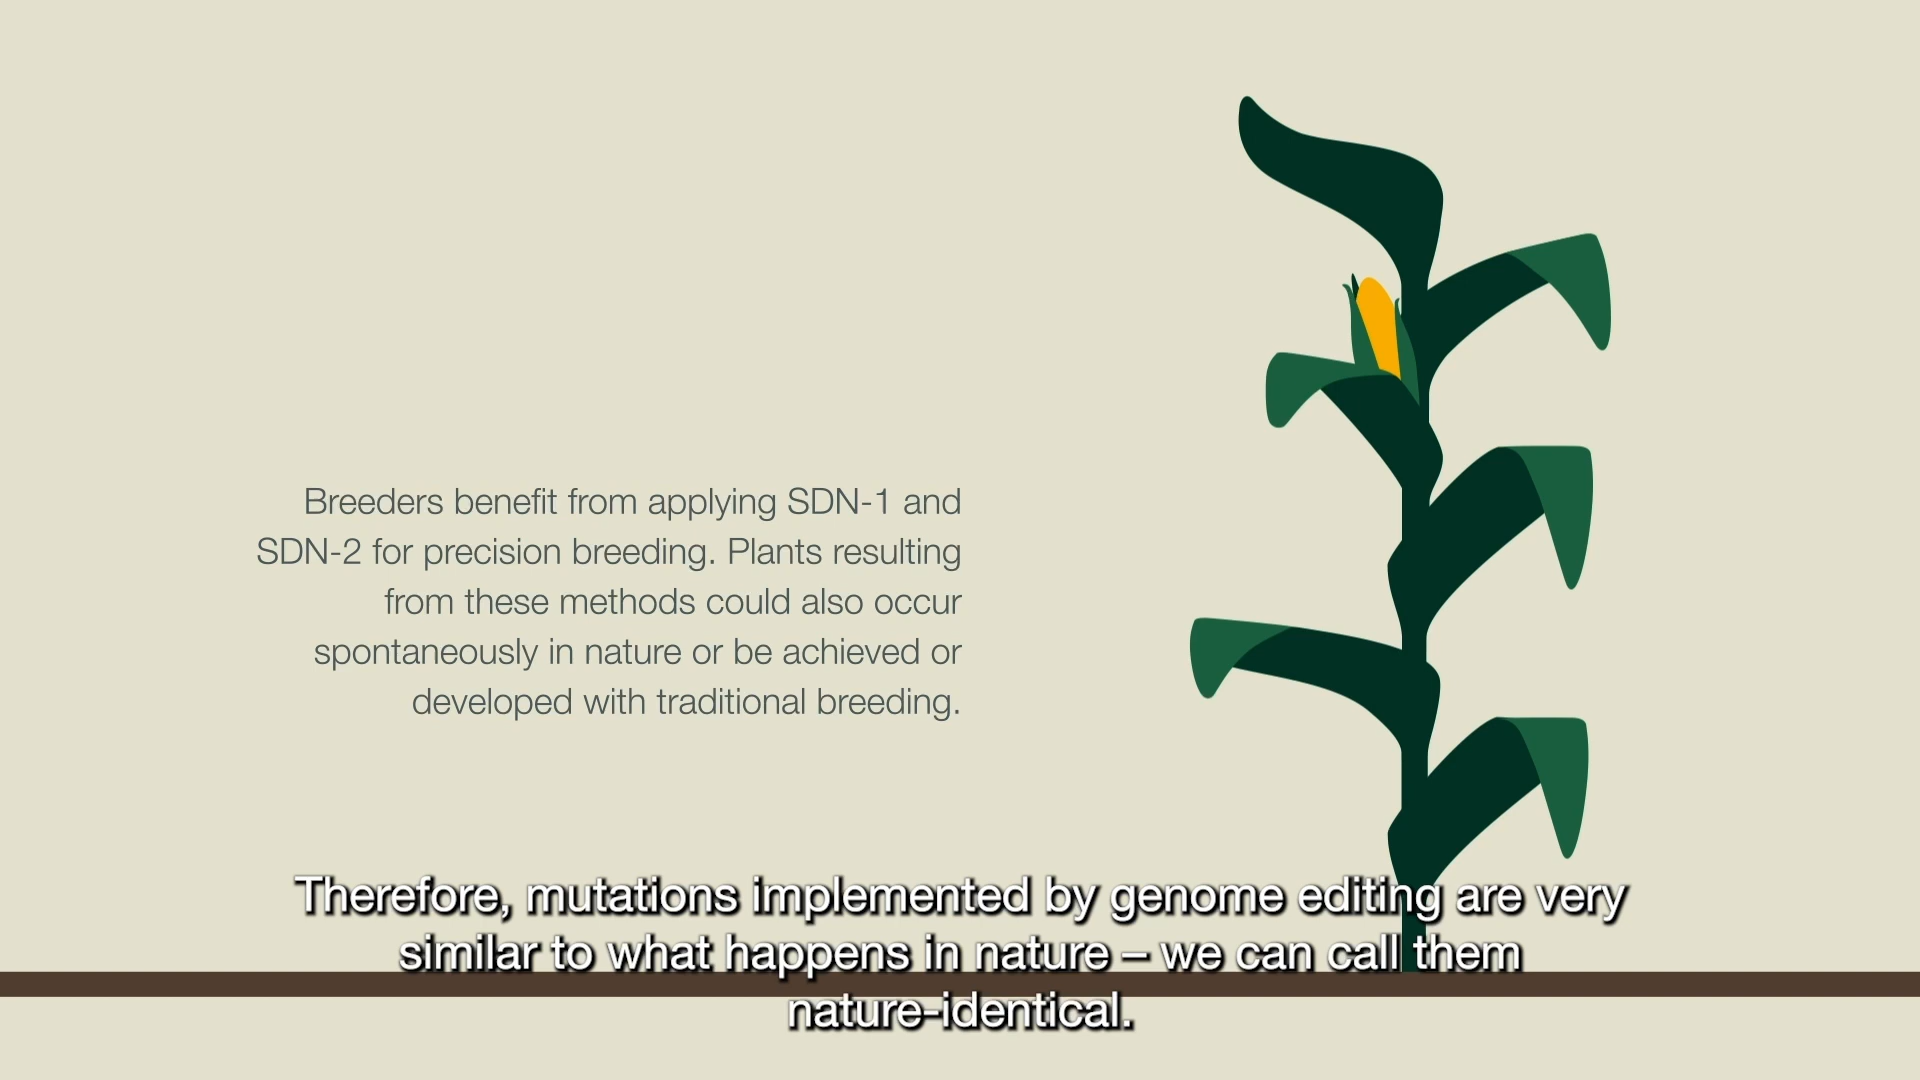 Breeders benefit from applying SDN-1 and
SDN-2 for precision breeding. Plants resulting
from these methods could also occur
spontaneously in nature or be achieved or
developed with traditional breeding.
Therefore, mutations implemented by genome editing are very
similar to what happens in nature – we can call them
nature-identical.